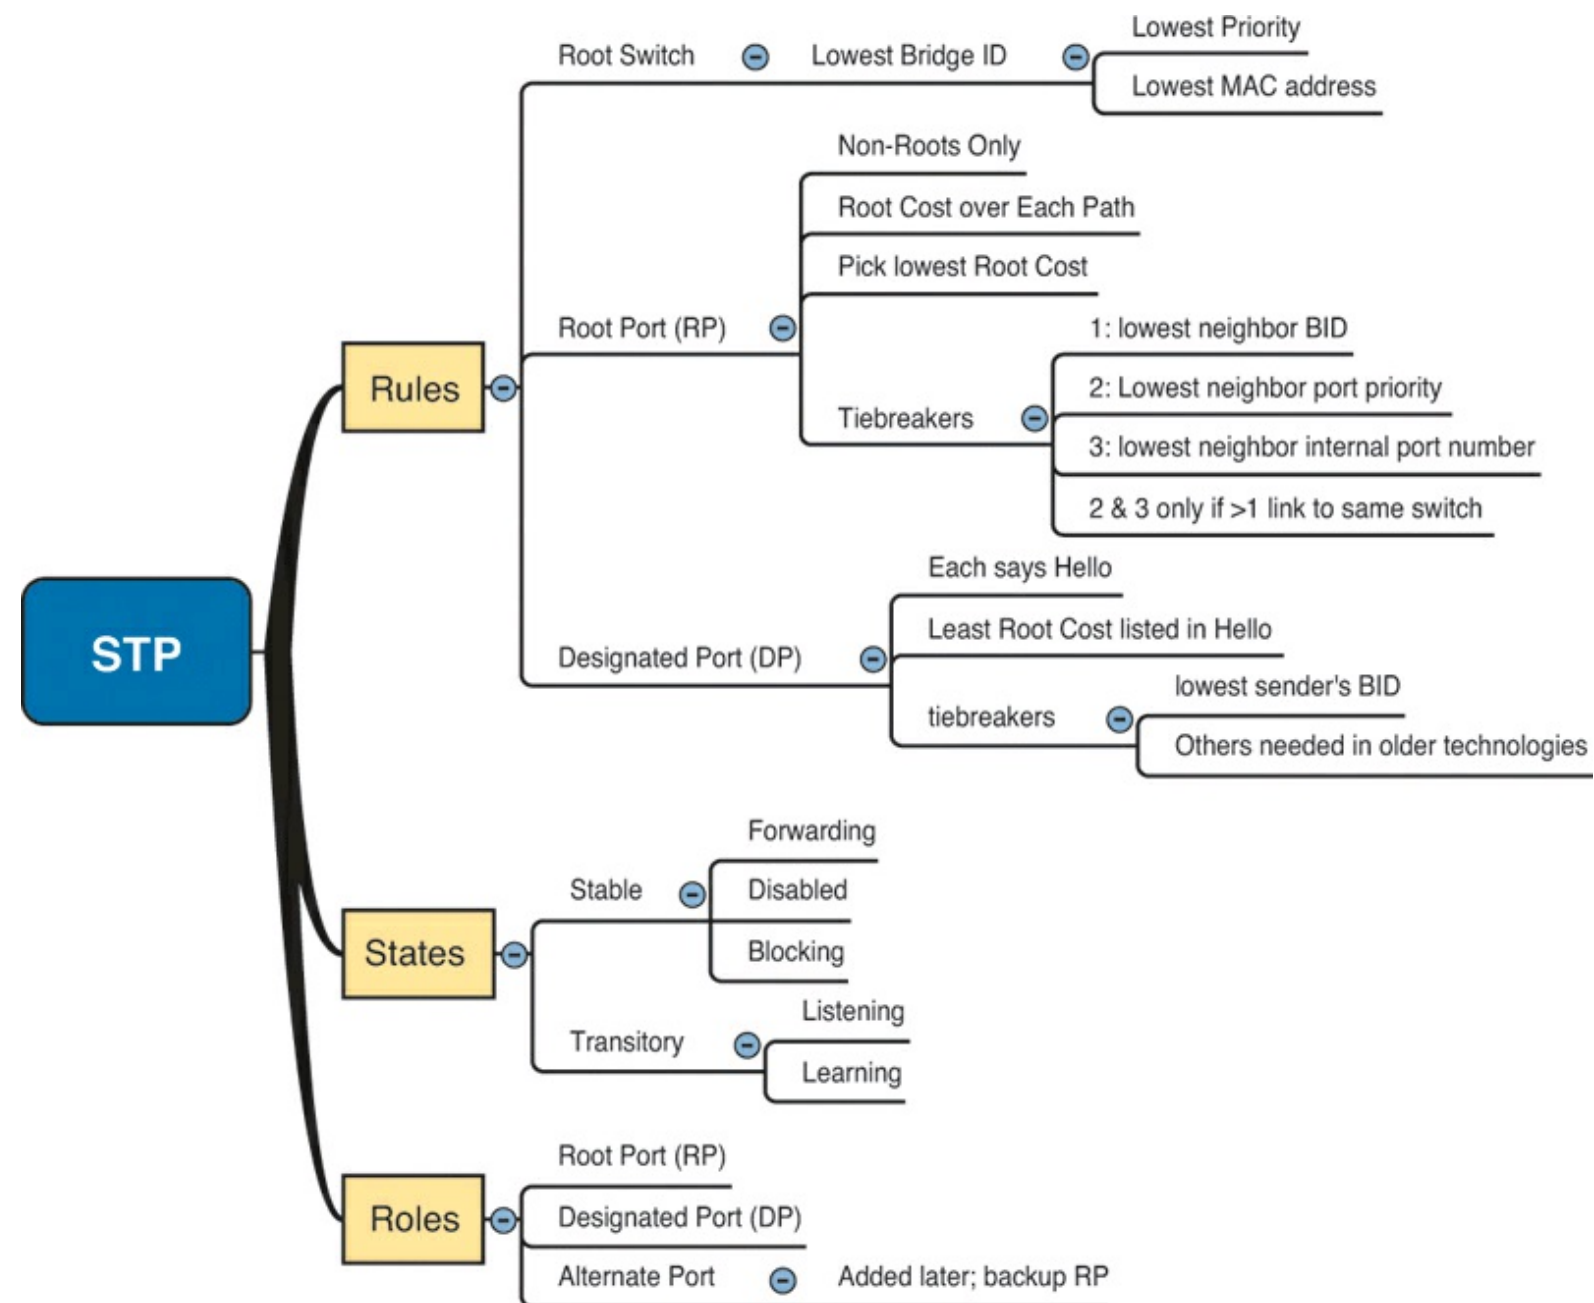 STP
Rules
Root Switch
Lowest Bridge ID
Lowest Priority
Lowest MAC address
Root Port (RP)
Non-Roots Only
Root Cost over Each Path
Pick lowest Root Cost
Tiebreakers
1: lowest neighbor BID
2: Lowest neighbor port priority
3: lowest neighbor internal port number
2 & 3 only if >1 link to same switch
Designated Port (DP)
Each says Hello
Least Root Cost listed in Hello
tiebreakers
lowest sender's BID
Others needed in older technologies
States
Stable
Forwarding
Disabled
Blocking
Transitory
Listening
Learning
Roles
Root Port (RP)
Designated Port (DP)
Alternate Port
Added later; backup RP